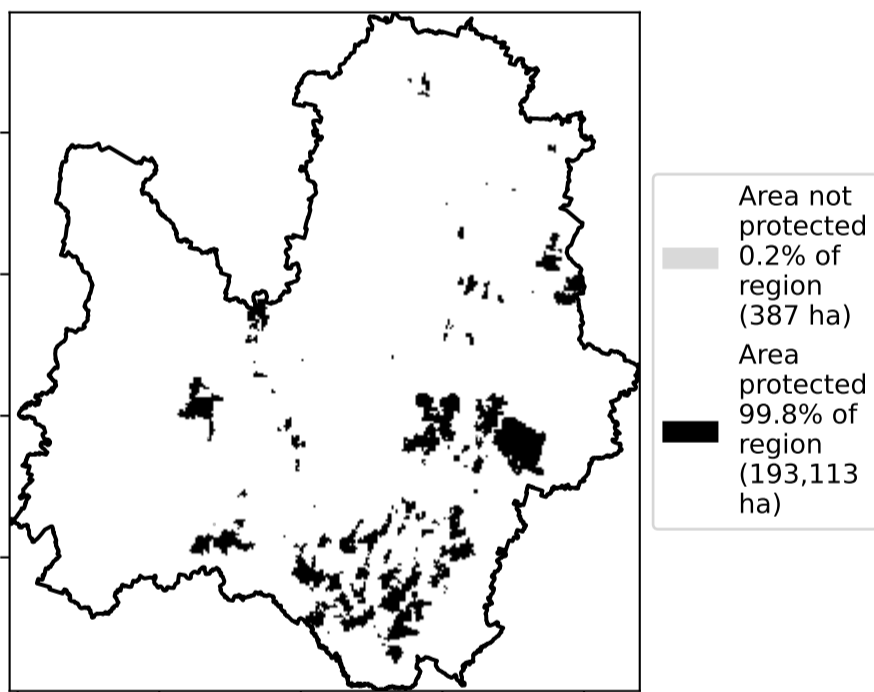 Area not
protected
0.2% of
region
(387 ha)
Area
protected
99.8% of
region
(193,113
ha)